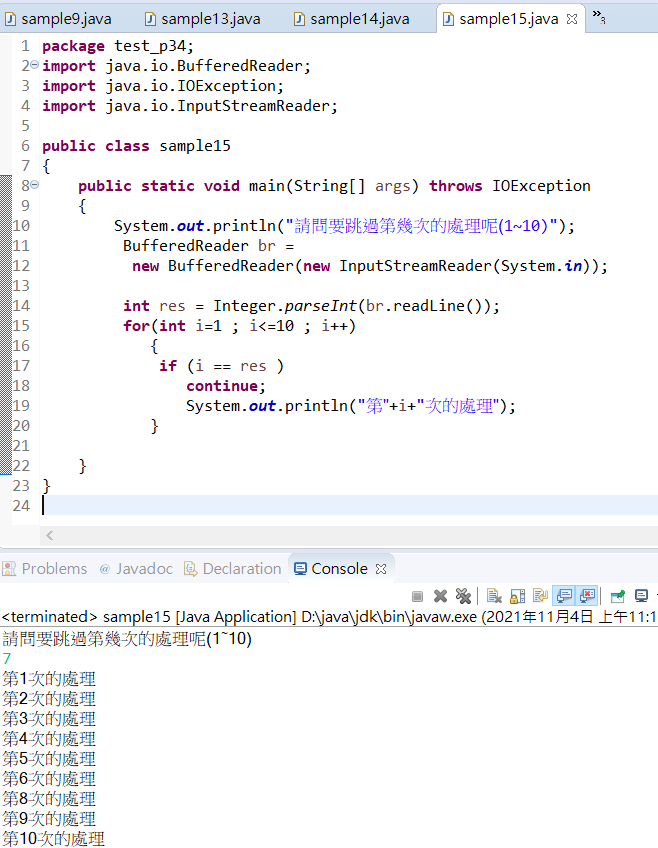 sample9.java sample13.java sample14.java sample15.java »3
1 package test_p34;
2 import java.io.BufferedReader;
3 import java.io.IOException;
4 import java.io.InputStreamReader;
5
6 public class sample15
7 {
8 public static void main(String[] args) throws IOException
9 {
10 System.out.println("請問要跳過第幾次的處理呢(1~10)");
11 BufferedReader br =
12 new BufferedReader(new InputStreamReader(System.in));
13
14 int res = Integer.parseInt(br.readLine());
15 for(int i=1 ; i<=10 ; i++)
16 {
17 if (i == res )
18 continue;
19 System.out.println("第"+i+"次的處理");
20 }
21
22 }
23 }
24
Problems @ Javadoc Declaration Console
<terminated> sample15 [Java Application] D:\java\jdk\bin\javaw.exe (2021年11月4日 上午11:1
請問要跳過第幾次的處理呢(1~10)
7
第1次的處理
第2次的處理
第3次的處理
第4次的處理
第5次的處理
第6次的處理
第8次的處理
第9次的處理
第10次的處理